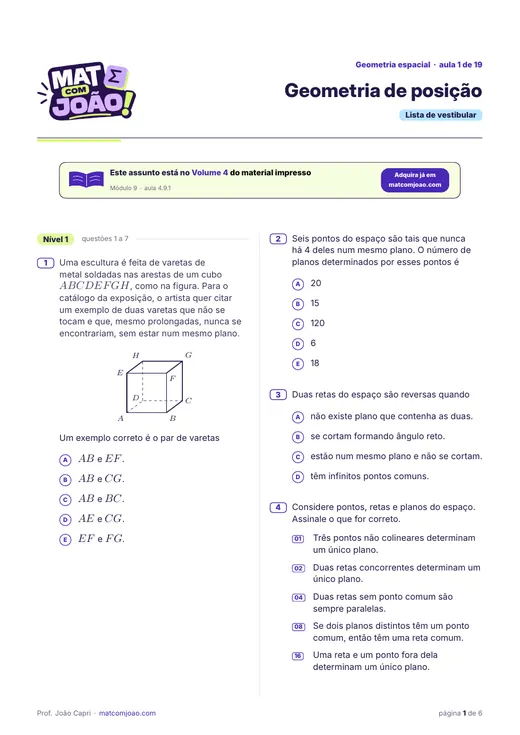 MAT
COM
JOÃO!
Geometria espacial · aula 1 de 19
Geometria de posição
Lista de vestibular
Este assunto está no Volume 4 do material impresso
Módulo 9 · aula 4.9.1
Adquira já em
matcomjoao.com
Nível 1 questões 1 a 7
1 Uma escultura é feita de varetas de
metal soldadas nas arestas de um cubo
ABCDEFGH, como na figura. Para o
catálogo da exposição, o artista quer citar
um exemplo de duas varetas que não se
tocam e que, mesmo prolongadas, nunca se
encontrariam, sem estar num mesmo plano.
H G
E F
D C
A B
Um exemplo correto é o par de varetas
A AB e EF.
B AB e CG.
C AB e BC.
D AE e CG.
E EF e FG.
2 Seis pontos do espaço são tais que nunca
há 4 deles num mesmo plano. O número de
planos determinados por esses pontos é
A 20
B 15
C 120
D 6
E 18
3 Duas retas do espaço são reversas quando
A não existe plano que contenha as duas.
B se cortam formando ângulo reto.
C estão num mesmo plano e não se cortam.
D têm infinitos pontos comuns.
4 Considere pontos, retas e planos do espaço.
Assinale o que for correto.
01 Três pontos não colineares determinam
um único plano.
02 Duas retas concorrentes determinam um
único plano.
04 Duas retas sem ponto comum são
sempre paralelas.
08 Se dois planos distintos têm um ponto
comum, então têm uma reta comum.
16 Uma reta e um ponto fora dela
determinam um único plano.
Prof. João Capri · matcomjoao.com
página 1 de 6